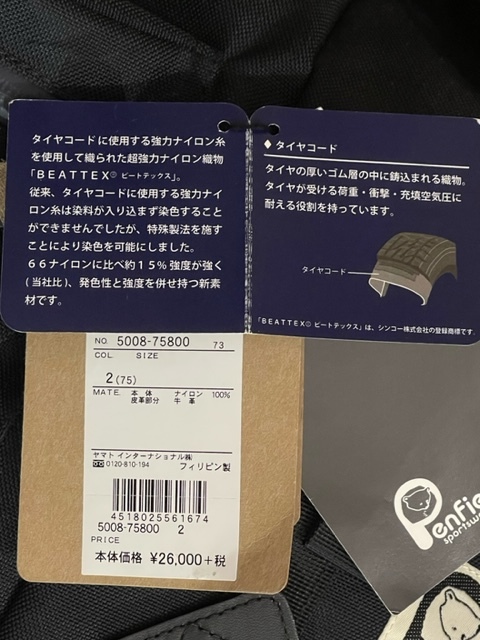 タイヤコードに使用する強力ナイロン糸
を使用して織られた超強力ナイロン織物
「BEATTEX© ビートテックス」。
従来、タイヤコードに使用する強力ナイ
ロン糸は染料が入り込まず染色すること
ができませんでしたが、特殊製法を施す
ことにより染色を可能にしました。
66ナイロンに比べ約15％強度が強く
(当社比)、発色性と強度を併せ持つ新素
材です。
◆ タイヤコード
タイヤの厚いゴム層の中に鋳込まれる織物。
タイヤが受ける荷重・衝撃・充填空気圧に
耐える役割を持っています。
タイヤコード
「BEATTEX© ビートテックス」は、シンコー株式会社の登録商標です。
NO. 5008-75800 73
COL. SIZE
2(75)
MATE. 本体 ナイロン 100%
皮革部分 牛革
ヤマト インターナショナル㈱
0120-810-194 フィリピン製
4518025561674
5008-75800 2
PRICE
本体価格 ¥26,000+税
Penfie
sportswe